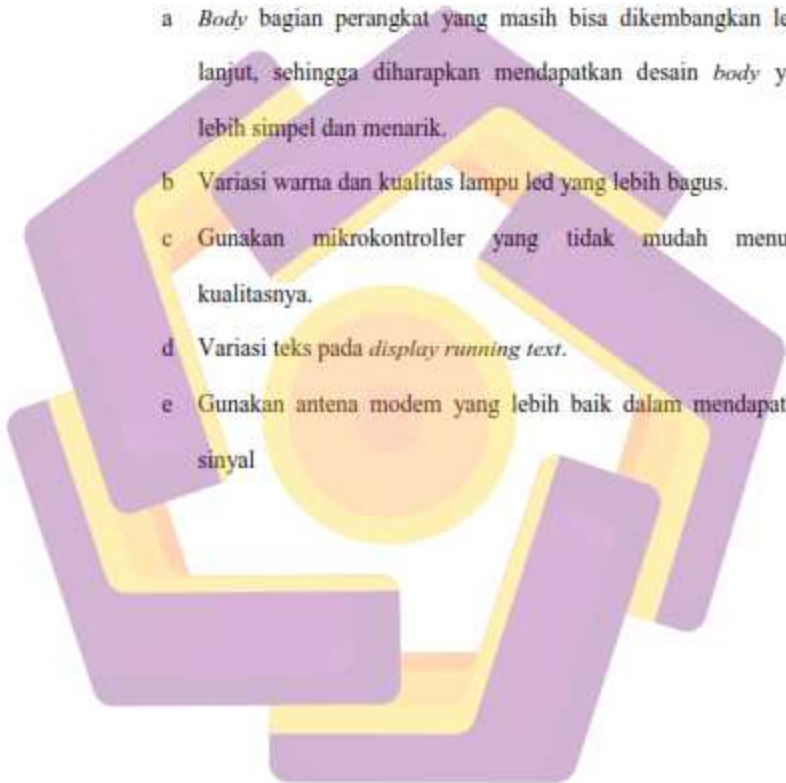 a Body bagian perangkat yang masih bisa dikembangkan le
lanjut, sehingga diharapkan mendapatkan desain body y
lebih simpel dan menarik.
b Variasi warna dan kualitas lampu led yang lebih bagus.
c Gunakan mikrokontroller yang tidak mudah menu
kualitasnya.
d Variasi teks pada display running text.
e Gunakan antena modem yang lebih baik dalam mendapat
sinyal